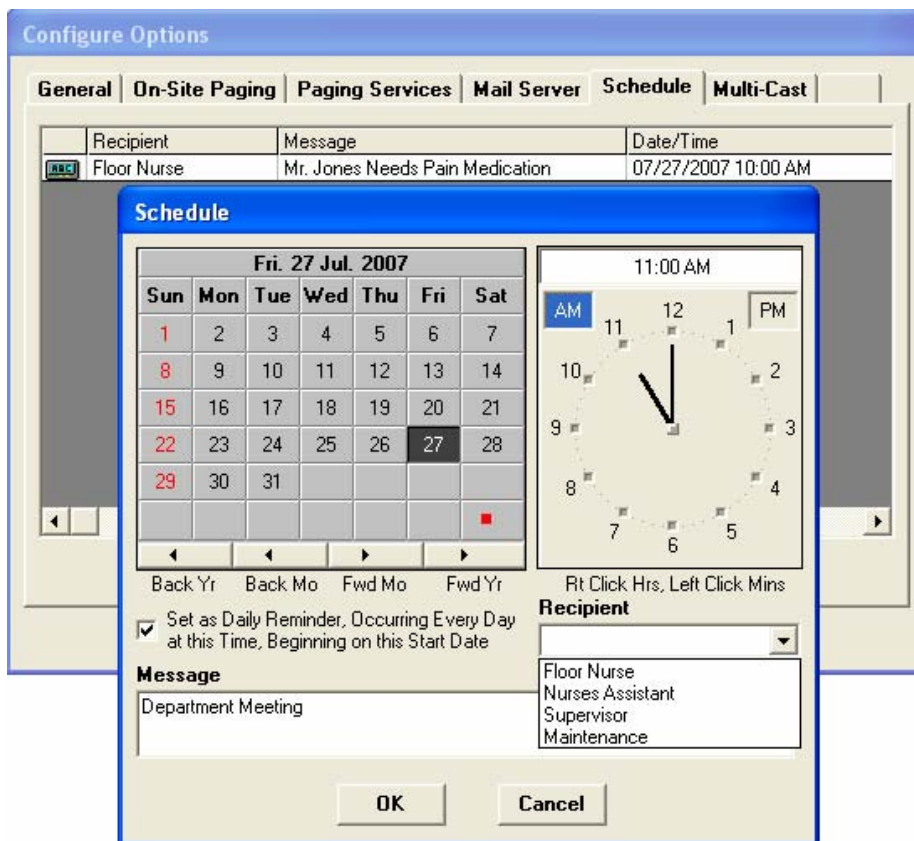 Configure Options
General On-Site Paging Paging Services Mail Server Schedule Multi-Cast
Recipient Message Date/Time
ABC Floor Nurse Mr. Jones Needs Pain Medication 07/27/2007 10:00 AM
Schedule
Fri. 27 Jul. 2007
Sun Mon Tue Wed Thu Fri Sat
1 2 3 4 5 6 7
8 9 10 11 12 13 14
15 16 17 18 19 20 21
22 23 24 25 26 27 28
29 30 31
Back Yr Back Mo Fwd Mo Fwd Yr
11:00 AM
AM PM
12
1
2
3
4
5
6
7
8
9
10
11
Rt Click Hrs, Left Click Mins
Set as Daily Reminder, Occurring Every Day
at this Time, Beginning on this Start Date
Recipient
Floor Nurse
Nurses Assistant
Supervisor
Maintenance
Message
Department Meeting
OK Cancel